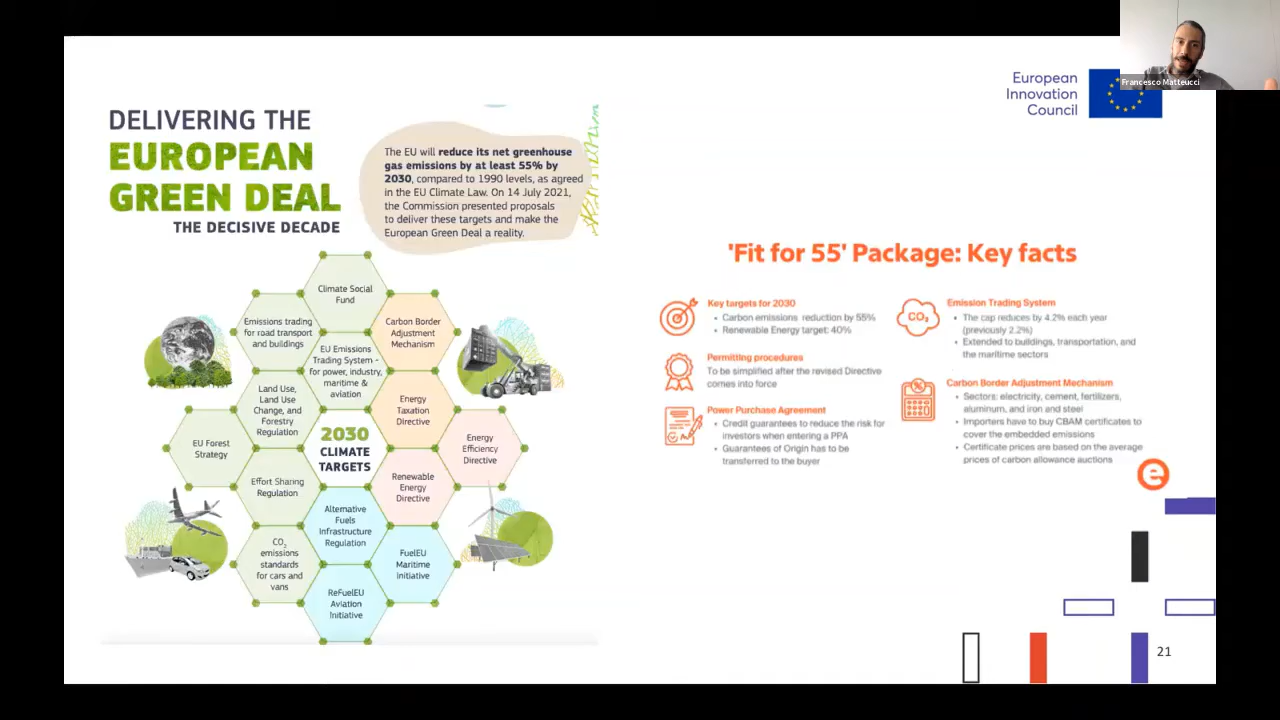 Francesco Matteucci
European
Innovation
Council
DELIVERING THE
EUROPEAN
GREEN DEAL
THE DECISIVE DECADE
The EU will reduce its net greenhouse
gas emissions by at least 55% by
2030, compared to 1990 levels, as agreed
in the EU Climate Law. On 14 July 2021,
the Commission presented proposals
to deliver these targets and make the
European Green Deal a reality.
Climate Social
Fund
Emissions trading
for road transport
and buildings
Carbon Border
Adjustment
Mechanism
EU Emissions
Trading System -
for power, industry,
maritime &
aviation
Land Use,
Land Use
Change, and
Forestry
Regulation
Energy
Taxation
Directive
EU Forest
Strategy
2030
CLIMATE
TARGETS
Energy
Efficiency
Directive
Effort Sharing
Regulation
Renewable
Energy
Directive
Alternative
Fuels
Infrastructure
Regulation
CO₂
emissions
standards
for cars and
vans
FuelEU
Maritime
Initiative
ReFuelEU
Aviation
Initiative
'Fit for 55' Package: Key facts
Key targets for 2030
• Carbon emissions reduction by 55%
• Renewable Energy target: 40%
Permitting procedures
To be simplified after the revised Directive
comes into force
Power Purchase Agreement
• Credit guarantees to reduce the risk for
investors when entering a PPA
• Guarantees of Origin has to be
transferred to the buyer
CO₂
Emission Trading System
• The cap reduces by 4.2% each year
(previously 2.2%)
• Extended to buildings, transportation, and
the maritime sectors
%
Carbon Border Adjustment Mechanism
• Sectors: electricity, cement, fertilizers,
aluminum, and iron and steel
• Importers have to buy CBAM certificates to
cover the embedded emissions
• Certificate prices are based on the average
prices of carbon allowance auctions
e
21